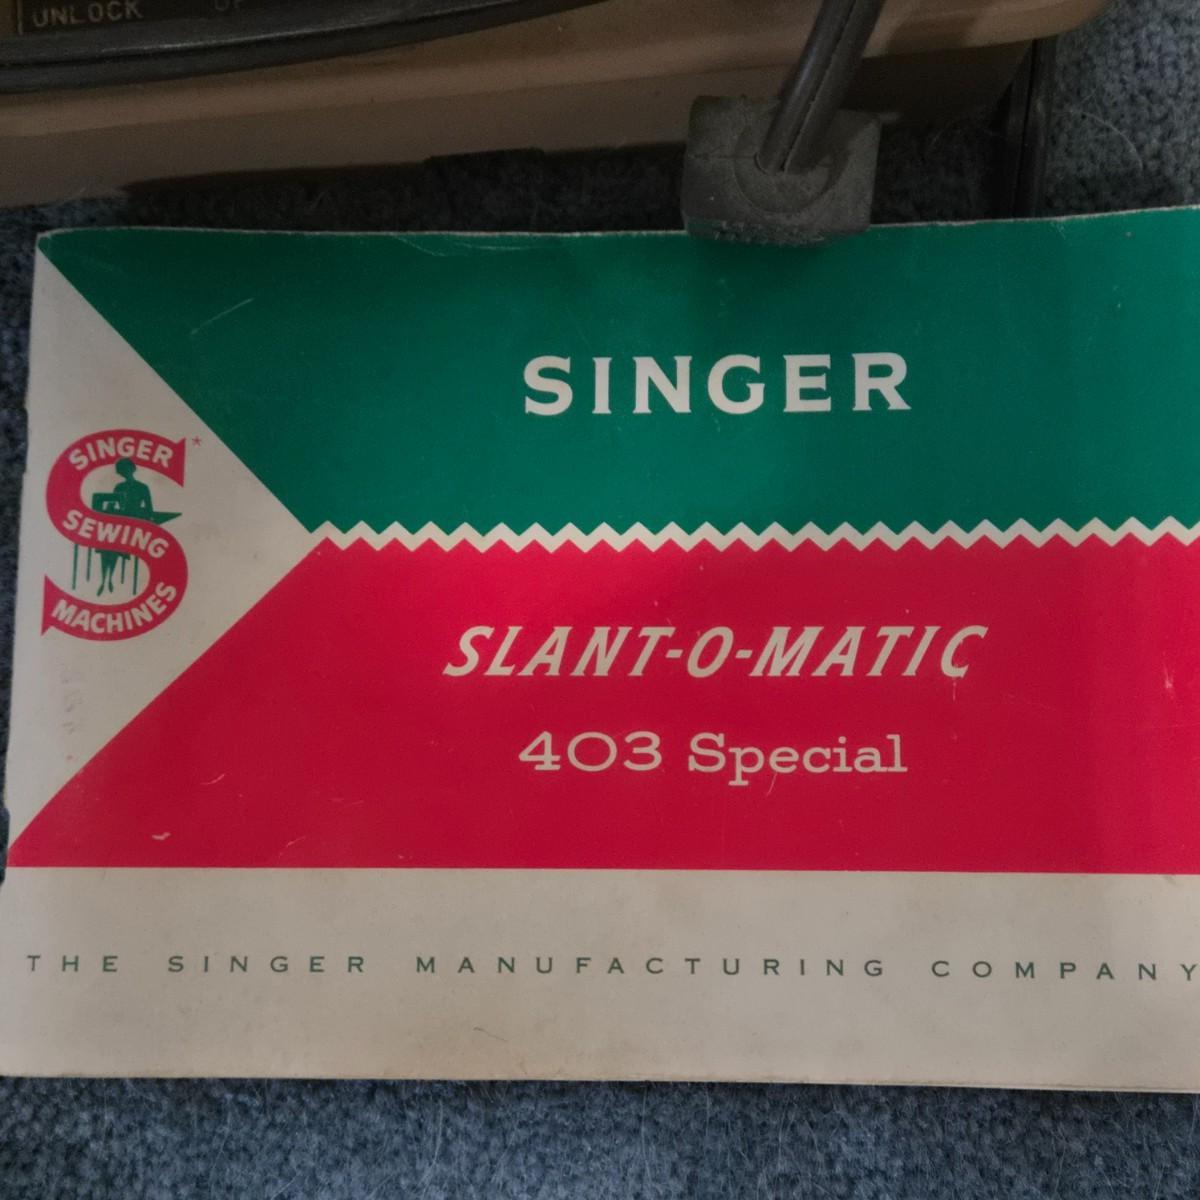 UNLOCK
SINGER
SINGER*
SEWING
MACHINES
SLANT-O-MATIC
403 Special
THE SINGER MANUFACTURING COMPANY